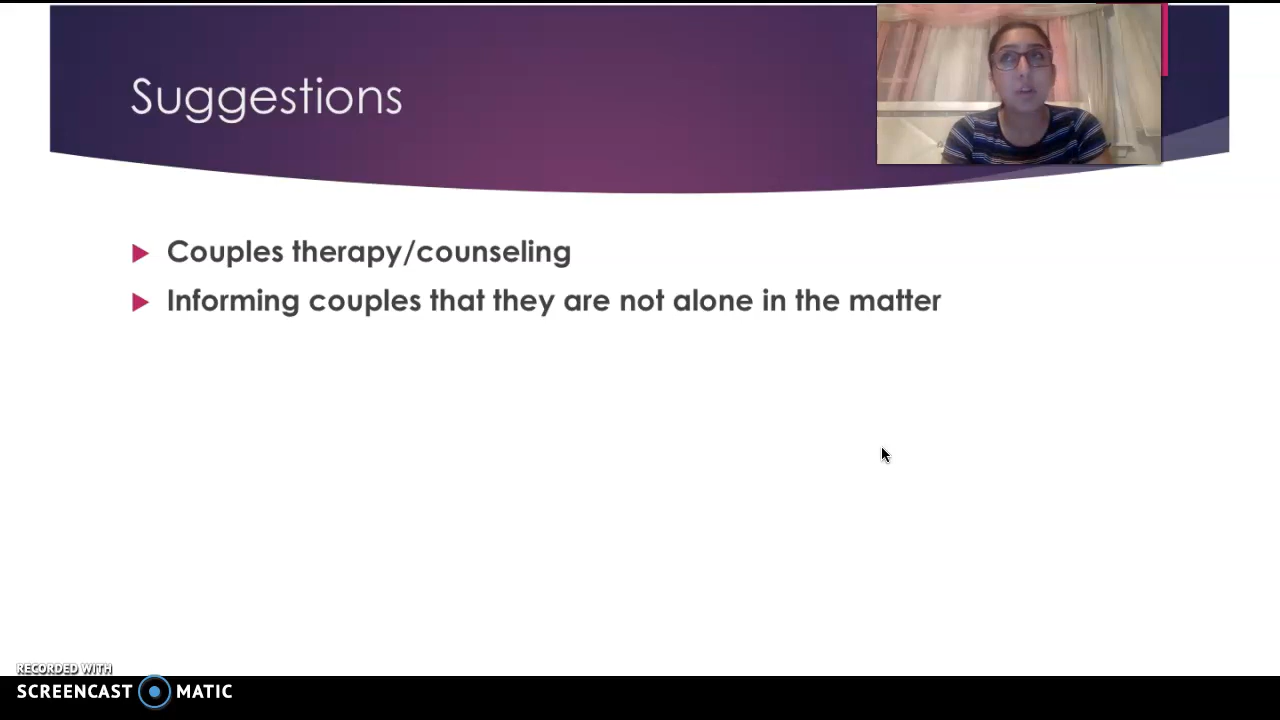 Suggestions
Couples therapy/counseling
Informing couples that they are not alone in the matter
RECORDED WITH
SCREENCAST MATIC